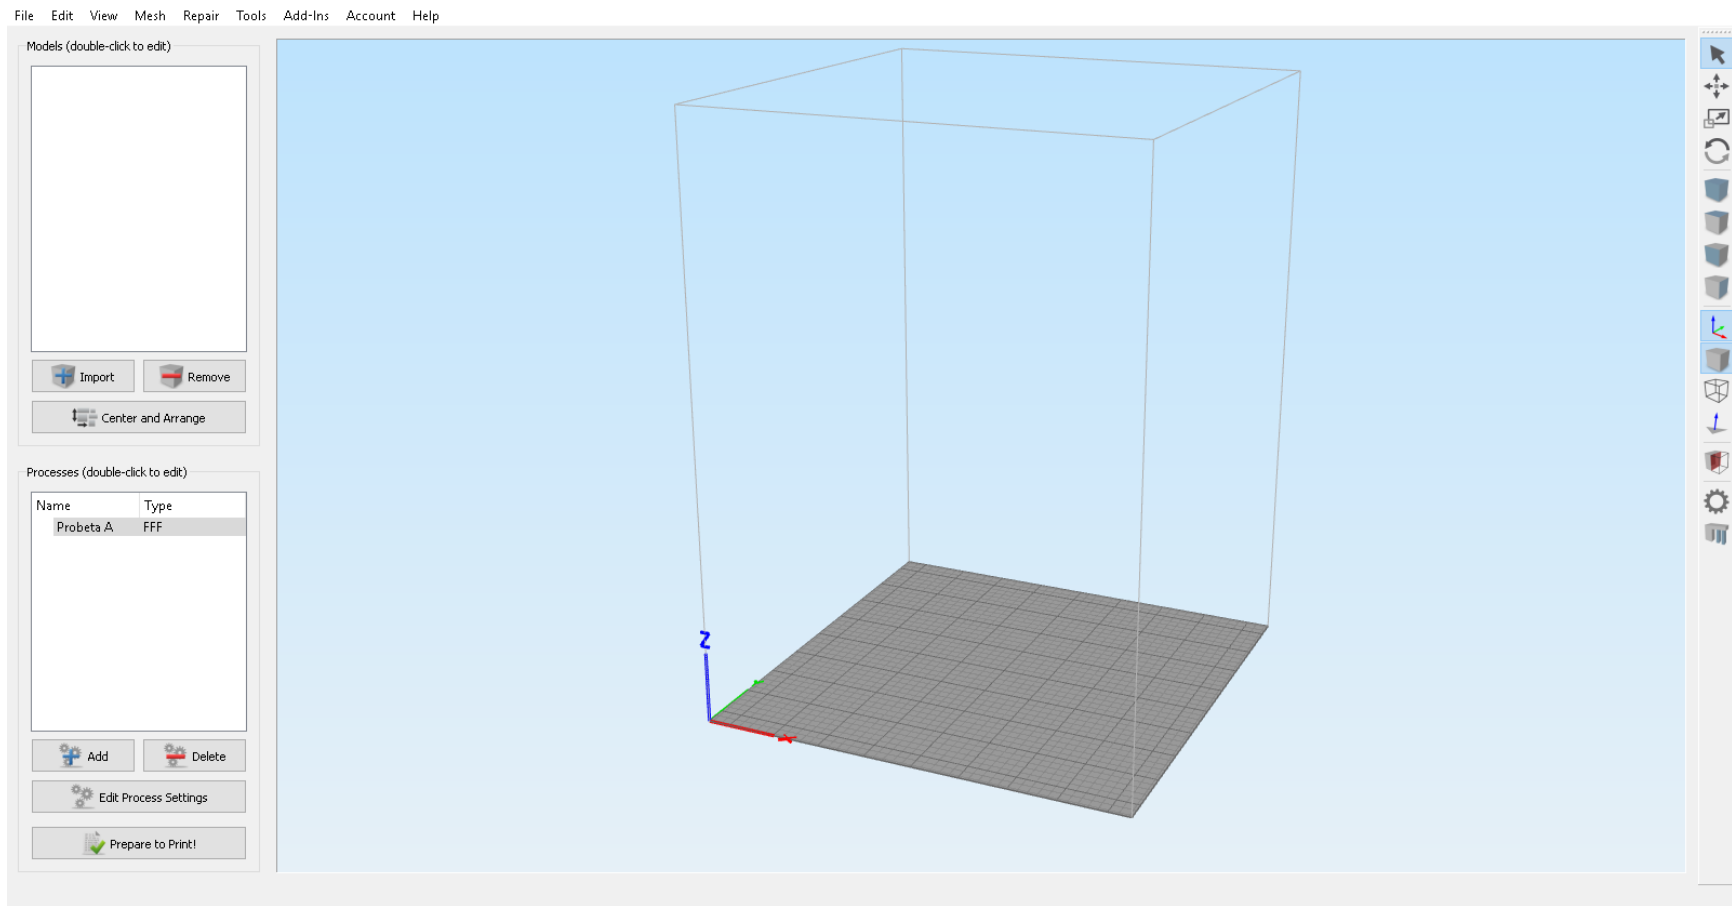 File Edit View Mesh Repair Tools Add-Ins Account Help
Models (double-click to edit)
Import Remove
Center and Arrange
Processes (double-click to edit)
Name Type
Probeta A FFF
Add Delete
Edit Process Settings
Prepare to Print!
Z
X